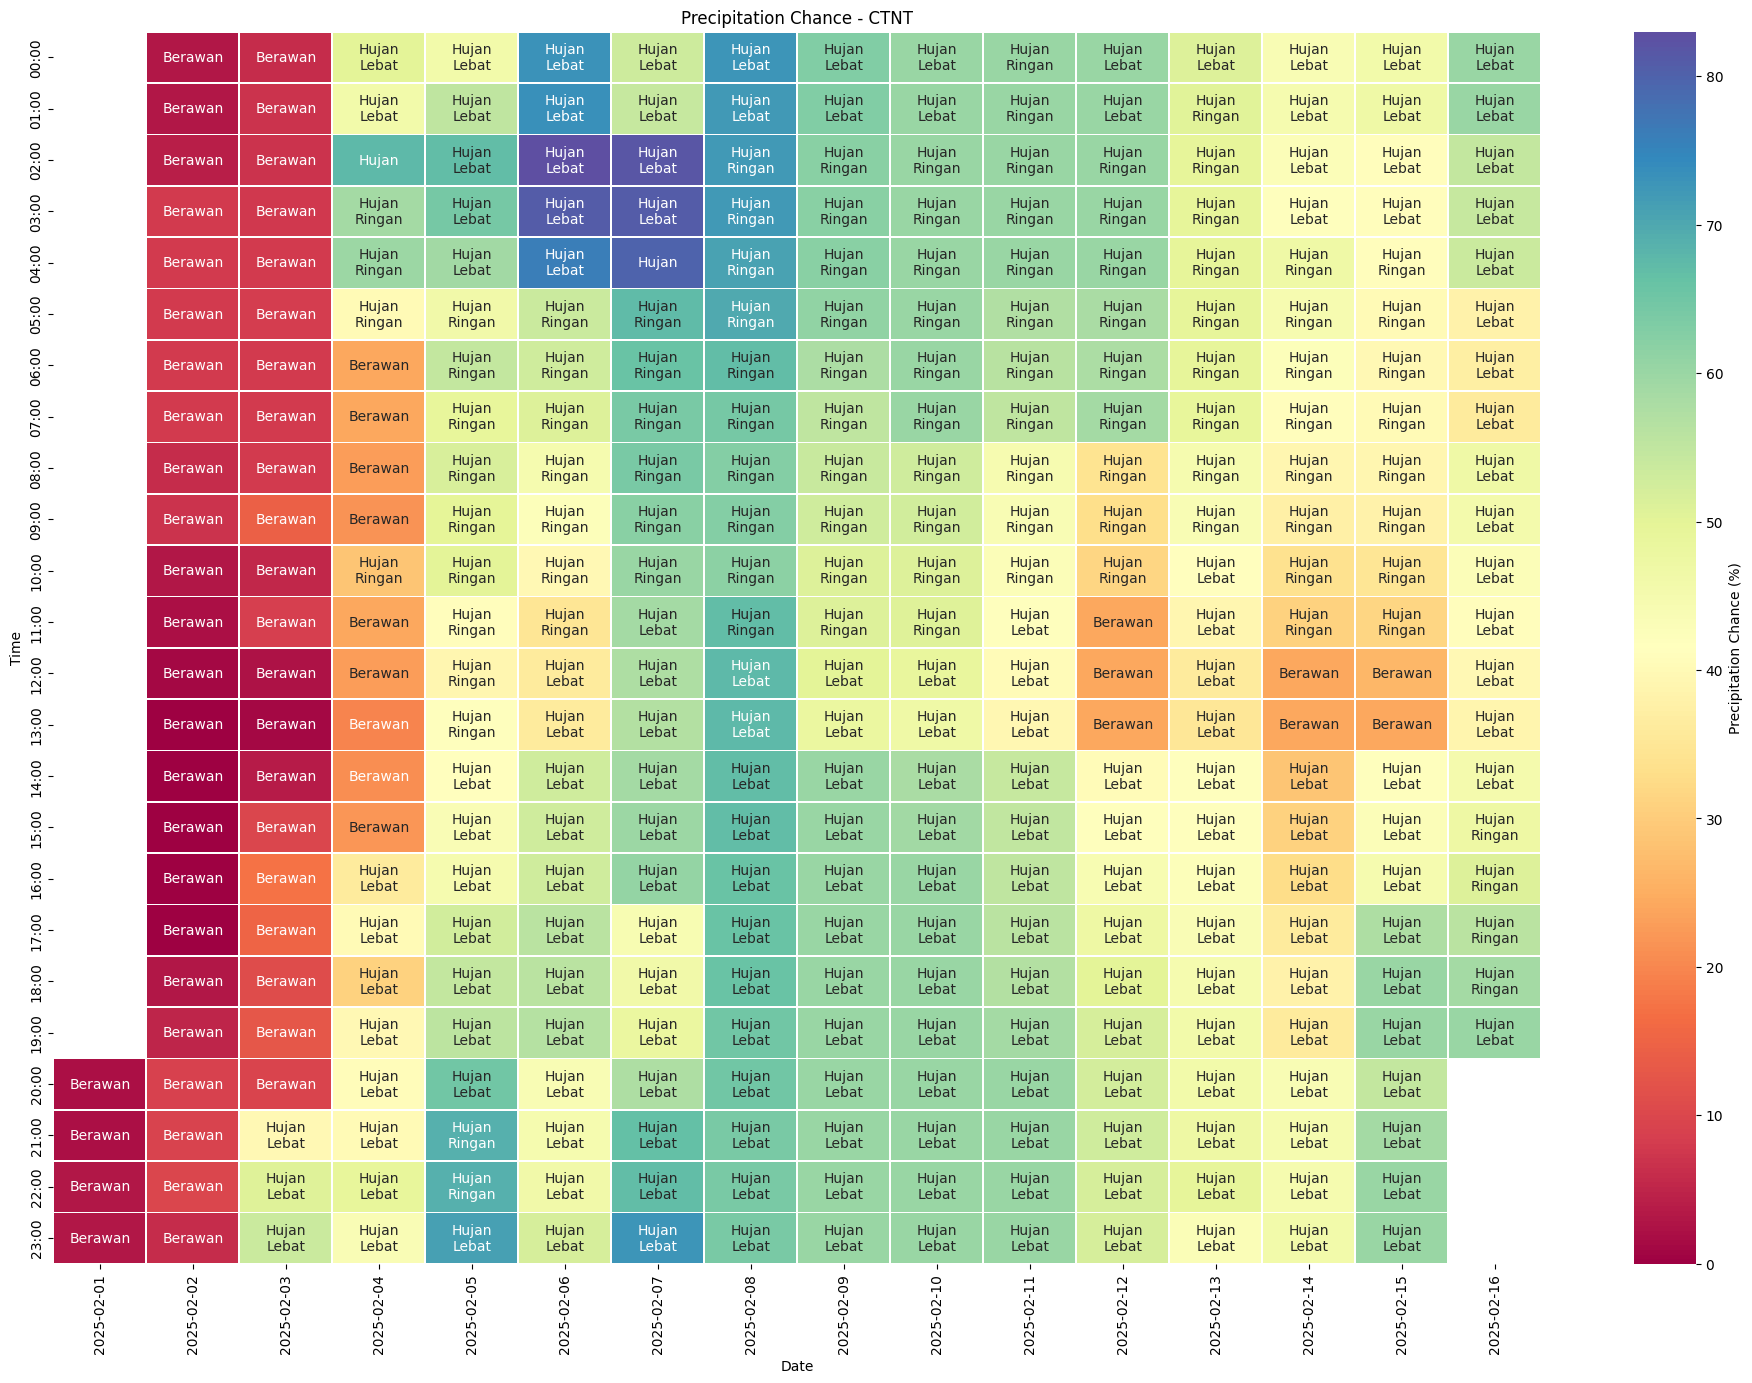 Precipitation Chance - CTNT
00:00 Berawan Berawan Hujan Lebat Hujan Lebat Hujan Lebat Hujan Lebat Hujan Lebat Hujan Lebat Hujan Lebat Hujan Ringan Hujan Lebat Hujan Lebat Hujan Lebat Hujan Lebat Hujan Lebat
01:00 Berawan Berawan Hujan Lebat Hujan Lebat Hujan Lebat Hujan Lebat Hujan Lebat Hujan Lebat Hujan Lebat Hujan Ringan Hujan Lebat Hujan Ringan Hujan Lebat Hujan Lebat Hujan Lebat
02:00 Berawan Berawan Hujan Hujan Lebat Hujan Lebat Hujan Lebat Hujan Ringan Hujan Ringan Hujan Ringan Hujan Ringan Hujan Ringan Hujan Ringan Hujan Lebat Hujan Lebat Hujan Lebat
03:00 Berawan Berawan Hujan Ringan Hujan Lebat Hujan Lebat Hujan Lebat Hujan Ringan Hujan Ringan Hujan Ringan Hujan Ringan Hujan Ringan Hujan Ringan Hujan Lebat Hujan Lebat Hujan Lebat
04:00 Berawan Berawan Hujan Ringan Hujan Lebat Hujan Lebat Hujan Hujan Ringan Hujan Ringan Hujan Ringan Hujan Ringan Hujan Ringan Hujan Ringan Hujan Ringan Hujan Ringan Hujan Lebat
05:00 Berawan Berawan Hujan Ringan Hujan Ringan Hujan Ringan Hujan Ringan Hujan Ringan Hujan Ringan Hujan Ringan Hujan Ringan Hujan Ringan Hujan Ringan Hujan Ringan Hujan Ringan Hujan Lebat
06:00 Berawan Berawan Berawan Hujan Ringan Hujan Ringan Hujan Ringan Hujan Ringan Hujan Ringan Hujan Ringan Hujan Ringan Hujan Ringan Hujan Ringan Hujan Ringan Hujan Ringan Hujan Lebat
07:00 Berawan Berawan Berawan Hujan Ringan Hujan Ringan Hujan Ringan Hujan Ringan Hujan Ringan Hujan Ringan Hujan Ringan Hujan Ringan Hujan Ringan Hujan Ringan Hujan Ringan Hujan Lebat
08:00 Berawan Berawan Berawan Hujan Ringan Hujan Ringan Hujan Ringan Hujan Ringan Hujan Ringan Hujan Ringan Hujan Ringan Hujan Ringan Hujan Ringan Hujan Ringan Hujan Ringan Hujan Lebat
09:00 Berawan Berawan Berawan Hujan Ringan Hujan Ringan Hujan Ringan Hujan Ringan Hujan Ringan Hujan Ringan Hujan Ringan Hujan Ringan Hujan Ringan Hujan Ringan Hujan Ringan Hujan Lebat
10:00 Berawan Berawan Hujan Ringan Hujan Ringan Hujan Ringan Hujan Ringan Hujan Ringan Hujan Ringan Hujan Ringan Hujan Ringan Hujan Ringan Hujan Lebat Hujan Ringan Hujan Ringan Hujan Lebat
11:00 Berawan Berawan Berawan Hujan Ringan Hujan Ringan Hujan Lebat Hujan Ringan Hujan Ringan Hujan Ringan Hujan Lebat Berawan Hujan Lebat Hujan Ringan Hujan Ringan Hujan Lebat
12:00 Berawan Berawan Berawan Hujan Ringan Hujan Lebat Hujan Lebat Hujan Lebat Hujan Lebat Hujan Lebat Hujan Lebat Berawan Hujan Lebat Berawan Berawan Hujan Lebat
13:00 Berawan Berawan Berawan Hujan Ringan Hujan Lebat Hujan Lebat Hujan Lebat Hujan Lebat Hujan Lebat Hujan Lebat Berawan Hujan Lebat Berawan Berawan Hujan Lebat
14:00 Berawan Berawan Berawan Hujan Lebat Hujan Lebat Hujan Lebat Hujan Lebat Hujan Lebat Hujan Lebat Hujan Lebat Hujan Lebat Hujan Lebat Hujan Lebat Hujan Lebat Hujan Lebat
15:00 Berawan Berawan Berawan Hujan Lebat Hujan Lebat Hujan Lebat Hujan Lebat Hujan Lebat Hujan Lebat Hujan Lebat Hujan Lebat Hujan Lebat Hujan Lebat Hujan Lebat Hujan Ringan
16:00 Berawan Berawan Hujan Lebat Hujan Lebat Hujan Lebat Hujan Lebat Hujan Lebat Hujan Lebat Hujan Lebat Hujan Lebat Hujan Lebat Hujan Lebat Hujan Lebat Hujan Lebat Hujan Ringan
17:00 Berawan Berawan Hujan Lebat Hujan Lebat Hujan Lebat Hujan Lebat Hujan Lebat Hujan Lebat Hujan Lebat Hujan Lebat Hujan Lebat Hujan Lebat Hujan Lebat Hujan Lebat Hujan Ringan
18:00 Berawan Berawan Hujan Lebat Hujan Lebat Hujan Lebat Hujan Lebat Hujan Lebat Hujan Lebat Hujan Lebat Hujan Lebat Hujan Lebat Hujan Lebat Hujan Lebat Hujan Lebat Hujan Ringan
19:00 Berawan Berawan Hujan Lebat Hujan Lebat Hujan Lebat Hujan Lebat Hujan Lebat Hujan Lebat Hujan Lebat Hujan Lebat Hujan Lebat Hujan Lebat Hujan Lebat Hujan Lebat Hujan Lebat
20:00 Berawan Berawan Berawan Hujan Lebat Hujan Lebat Hujan Lebat Hujan Lebat Hujan Lebat Hujan Lebat Hujan Lebat Hujan Lebat Hujan Lebat Hujan Lebat Hujan Lebat Hujan Lebat
21:00 Berawan Berawan Hujan Lebat Hujan Lebat Hujan Ringan Hujan Lebat Hujan Lebat Hujan Lebat Hujan Lebat Hujan Lebat Hujan Lebat Hujan Lebat Hujan Lebat Hujan Lebat Hujan Lebat
22:00 Berawan Berawan Hujan Lebat Hujan Lebat Hujan Ringan Hujan Lebat Hujan Lebat Hujan Lebat Hujan Lebat Hujan Lebat Hujan Lebat Hujan Lebat Hujan Lebat Hujan Lebat Hujan Lebat
23:00 Berawan Berawan Hujan Lebat Hujan Lebat Hujan Lebat Hujan Lebat Hujan Lebat Hujan Lebat Hujan Lebat Hujan Lebat Hujan Lebat Hujan Lebat Hujan Lebat Hujan Lebat Hujan Lebat
Time
2025-02-01 2025-02-02 2025-02-03 2025-02-04 2025-02-05 2025-02-06 2025-02-07 2025-02-08 2025-02-09 2025-02-10 2025-02-11 2025-02-12 2025-02-13 2025-02-14 2025-02-15 2025-02-16
Date
80
70
60
50
40
30
20
10
0
Precipitation Chance (%)